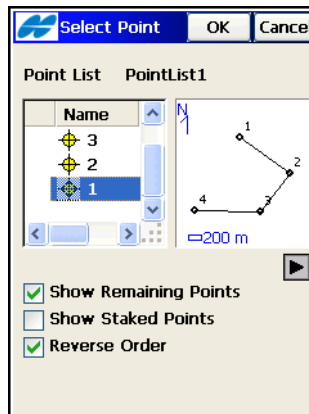 Select Point OK Cancel
Point List PointList1
Name
3
2
1
N
1
2
4 3
200 m
Show Remaining Points
Show Staked Points
Reverse Order